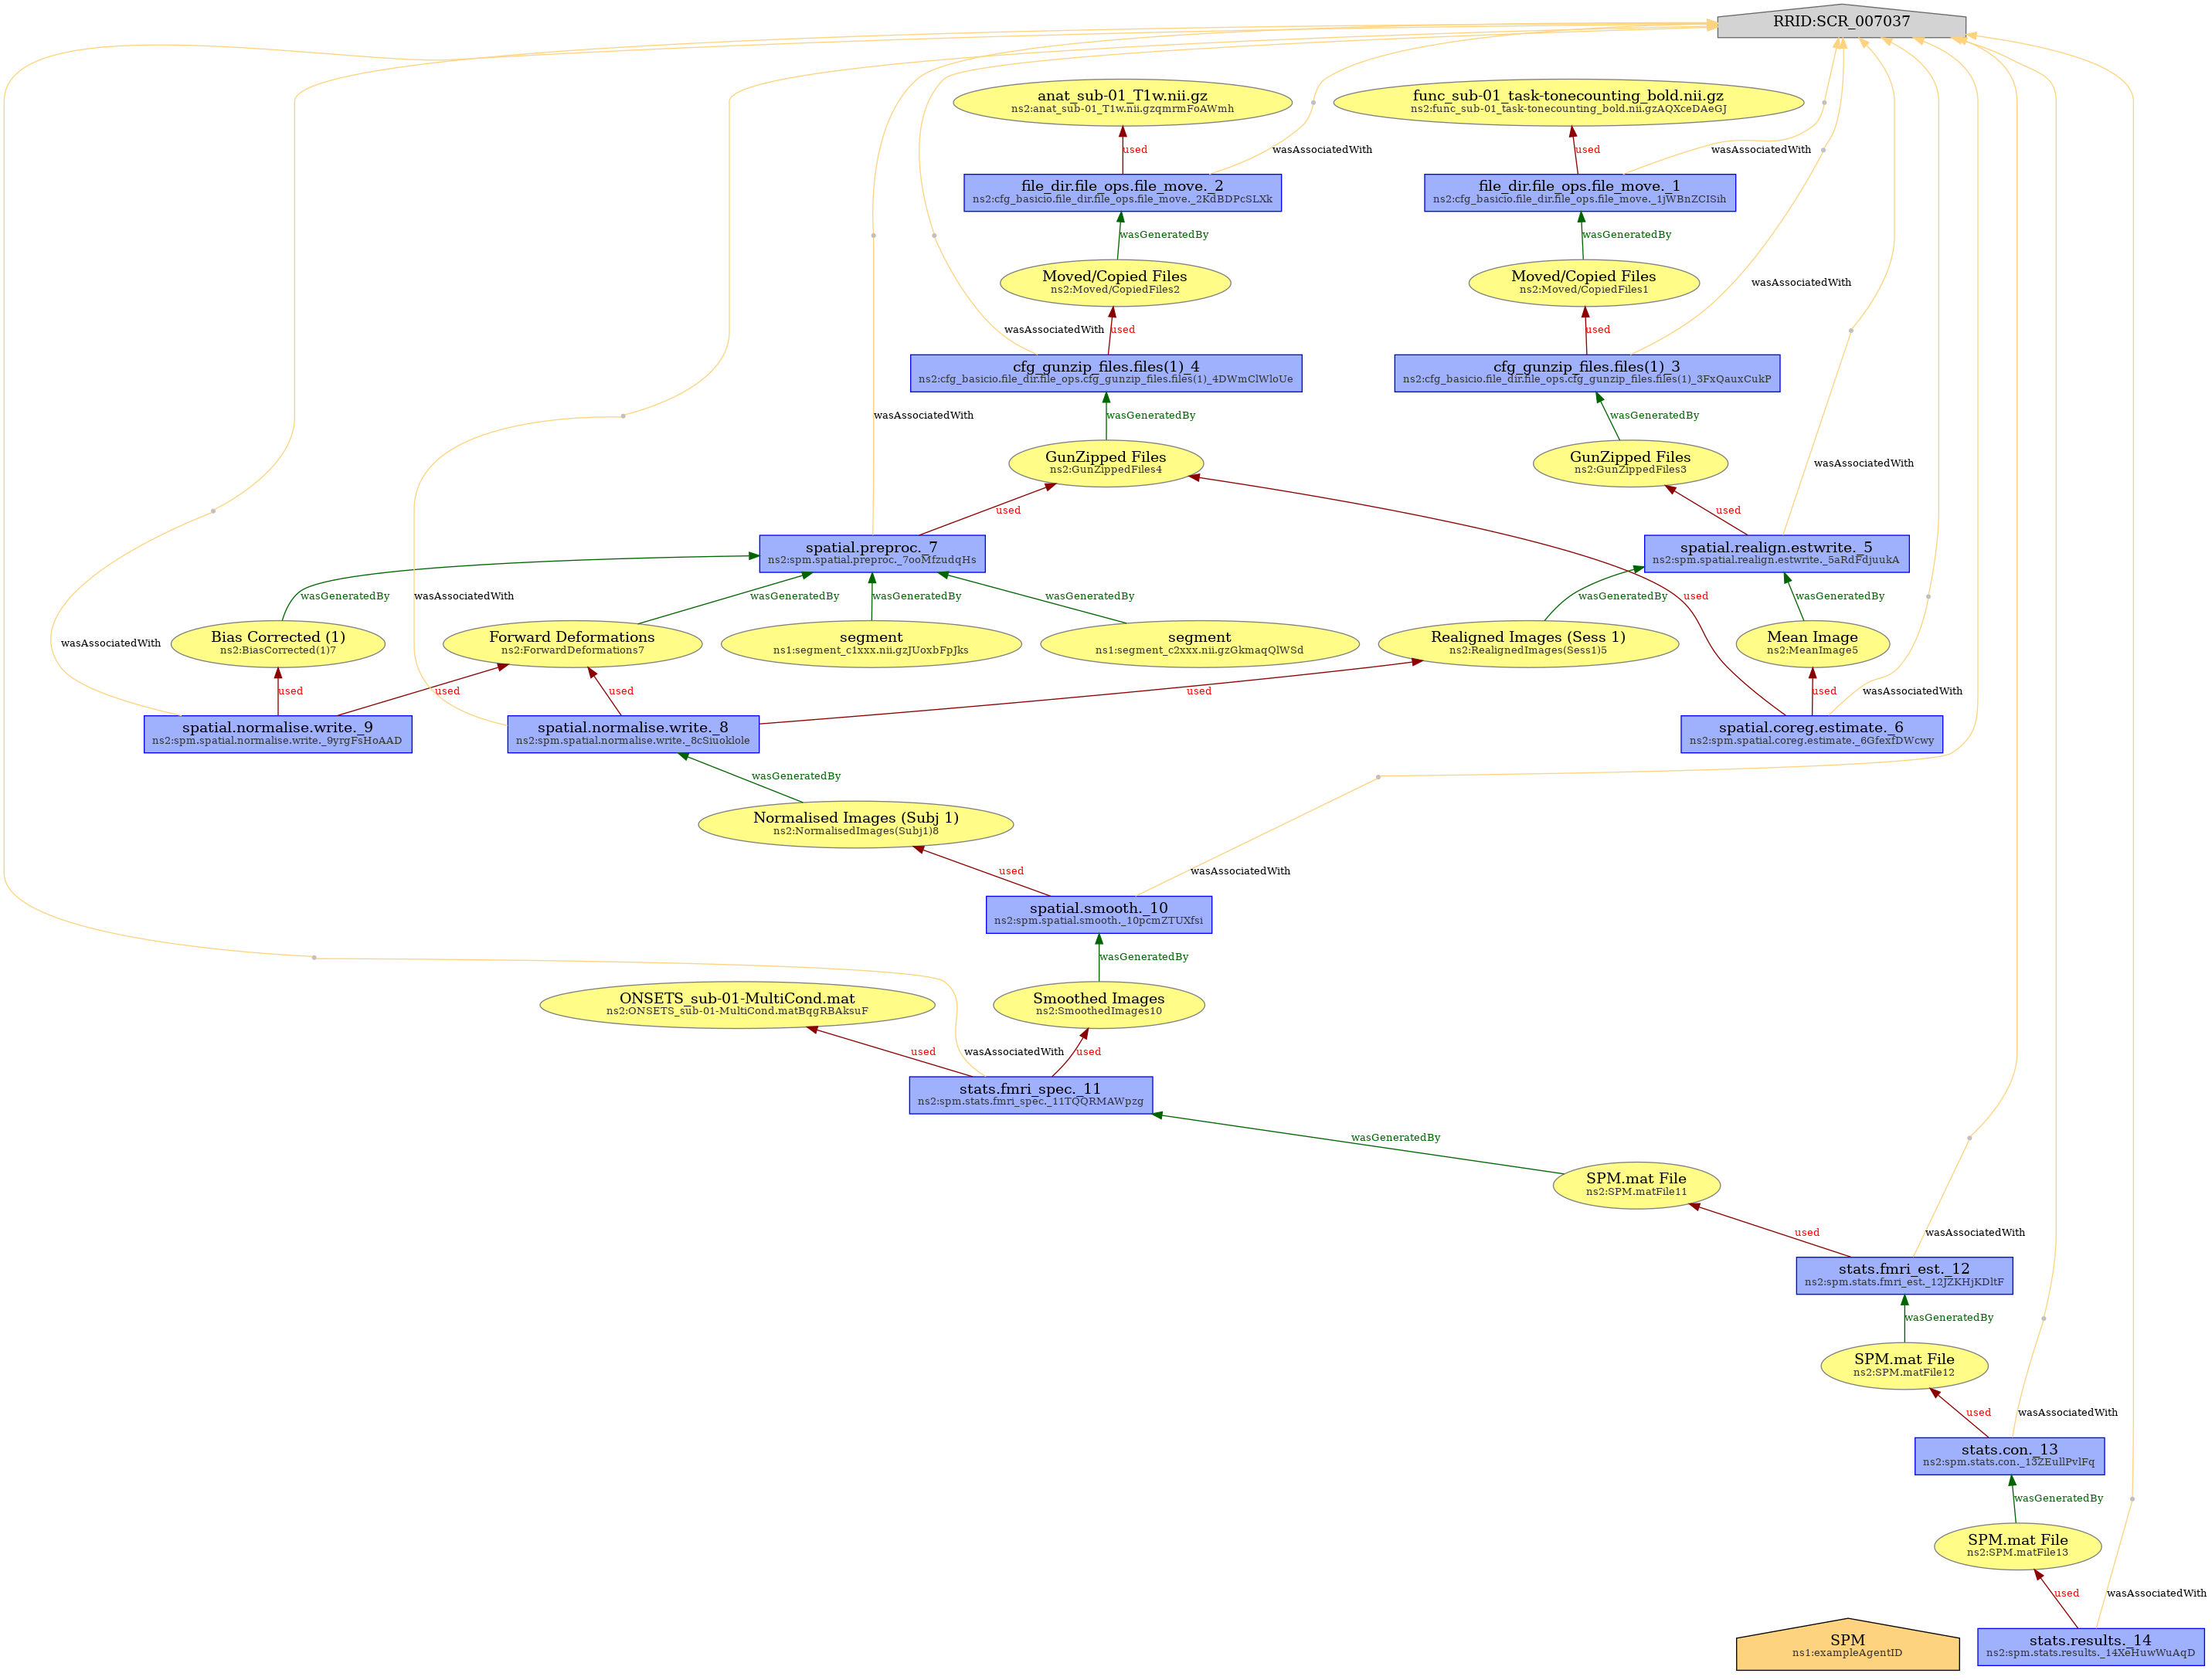 RRID:SCR_007037
anat_sub-01_T1w.nii.gz
ns2:anat_sub-01_T1w.nii.gzqmrmFoAWmh
func_sub-01_task-tonecounting_bold.nii.gz
ns2:func_sub-01_task-tonecounting_bold.nii.gzAQXceDAeGJ
used
wasAssociatedWith
used
wasAssociatedWith
file_dir.file_ops.file_move._2
ns2:cfg_basicio.file_dir.file_ops.file_move._2KdBDPcSLXk
file_dir.file_ops.file_move._1
ns2:cfg_basicio.file_dir.file_ops.file_move._1jWBnZCISih
wasGeneratedBy
wasGeneratedBy
Moved/Copied Files
ns2:Moved/CopiedFiles2
Moved/Copied Files
ns2:Moved/CopiedFiles1
wasAssociatedWith
wasAssociatedWith
used
used
cfg_gunzip_files.files(1)_4
ns2:cfg_basicio.file_dir.file_ops.cfg_gunzip_files.files(1)_4DWmClWloUe
cfg_gunzip_files.files(1)_3
ns2:cfg_basicio.file_dir.file_ops.cfg_gunzip_files.files(1)_3FxQauxCukP
wasAssociatedWith
wasGeneratedBy
wasGeneratedBy
GunZipped Files
ns2:GunZippedFiles4
GunZipped Files
ns2:GunZippedFiles3
wasAssociatedWith
used
used
spatial.preproc._7
ns2:spm.spatial.preproc._7ooMfzudqHs
spatial.realign.estwrite._5
ns2:spm.spatial.realign.estwrite._5aRdFdjuukA
wasGeneratedBy
wasAssociatedWith
wasGeneratedBy
wasGeneratedBy
wasGeneratedBy
wasGeneratedBy
used
wasGeneratedBy
wasAssociatedWith
Bias Corrected (1)
ns2:BiasCorrected(1)7
Forward Deformations
ns2:ForwardDeformations7
segment
ns1:segment_c1xxx.nii.gzJUoxbFpJks
segment
ns1:segment_c2xxx.nii.gzGkmaqQlWSd
Realigned Images (Sess 1)
ns2:RealignedImages(Sess1)5
Mean Image
ns2:MeanImage5
used
used
used
used
used
wasAssociatedWith
spatial.normalise.write._9
ns2:spm.spatial.normalise.write._9yrgFsHoAAD
spatial.normalise.write._8
ns2:spm.spatial.normalise.write._8cSiuoklole
spatial.coreg.estimate._6
ns2:spm.spatial.coreg.estimate._6GfexfDWcwy
wasGeneratedBy
Normalised Images (Subj 1)
ns2:NormalisedImages(Subj1)8
used
wasAssociatedWith
spatial.smooth._10
ns2:spm.spatial.smooth._10pcmZTUXfsi
wasGeneratedBy
ONSETS_sub-01-MultiCond.mat
ns2:ONSETS_sub-01-MultiCond.matBqgRBAksuF
Smoothed Images
ns2:SmoothedImages10
used
wasAssociatedWith
used
stats.fmri_spec._11
ns2:spm.stats.fmri_spec._11TQQRMAWpzg
wasGeneratedBy
SPM.mat File
ns2:SPM.matFile11
used
wasAssociatedWith
stats.fmri_est._12
ns2:spm.stats.fmri_est._12JZKHjKDltF
wasGeneratedBy
SPM.mat File
ns2:SPM.matFile12
used
wasAssociatedWith
stats.con._13
ns2:spm.stats.con._13ZEullPvlFq
wasGeneratedBy
SPM.mat File
ns2:SPM.matFile13
used
wasAssociatedWith
SPM
ns1:exampleAgentID
stats.results._14
ns2:spm.stats.results._14XeHuwWuAqD